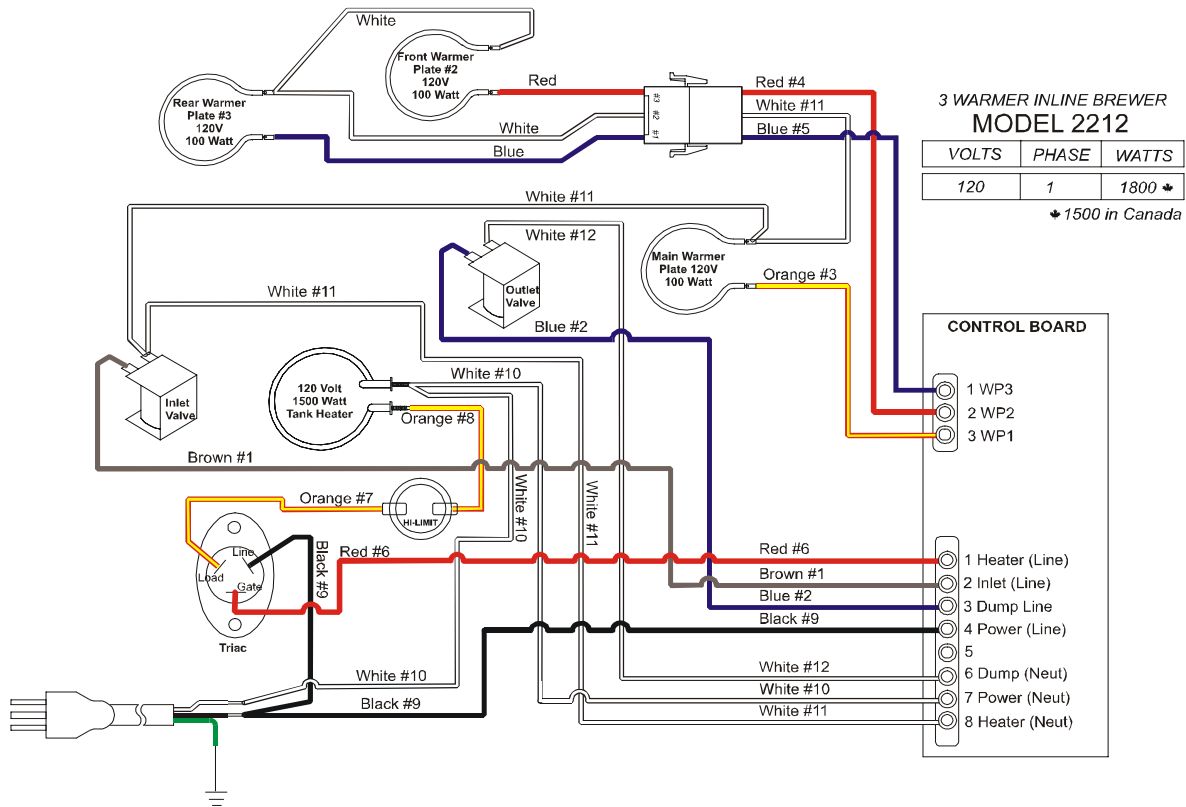 White
Front Warmer
Plate #2
120V
100 Watt
Rear Warmer
Plate #3
120V
100 Watt
Red
White
Blue
#3
#2
#1
Red #4
White #11
Blue #5
3 WARMER INLINE BREWER
MODEL 2212
VOLTS PHASE WATTS
120 1 1800
1500 in Canada
White #11
White #12
Main Warmer
Plate 120V
100 Watt
Orange #3
Outlet
Valve
White #11
Blue #2
CONTROL BOARD
120 Volt
1500 Watt
Tank Heater
White #10
Orange #8
Inlet
Valve
1 WP3
2 WP2
3 WP1
Brown #1
White #10
White #11
Orange #7
HI-LIMIT
Line
Load
Gate
Triac
Black #9
Red #6
Red #6
Brown #1
Blue #2
Black #9
1 Heater (Line)
2 Inlet (Line)
3 Dump Line
4 Power (Line)
5
6 Dump (Neut)
7 Power (Neut)
8 Heater (Neut)
White #12
White #10
White #11
White #10
Black #9